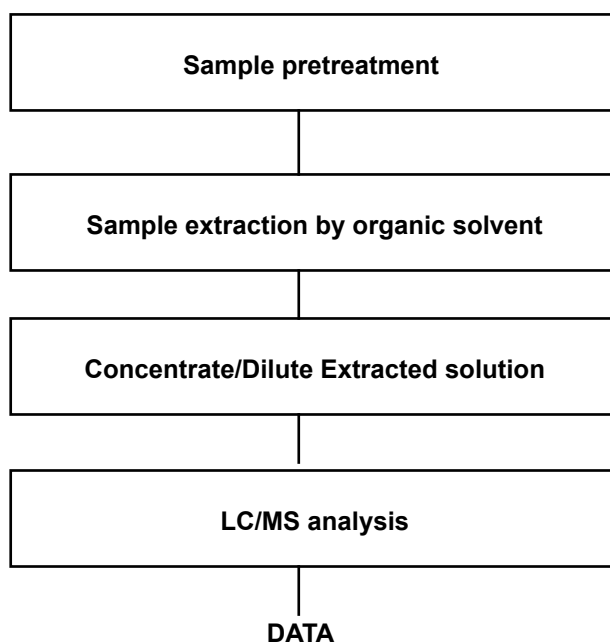 Sample pretreatment
Sample extraction by organic solvent
Concentrate/Dilute Extracted solution
LC/MS analysis
DATA